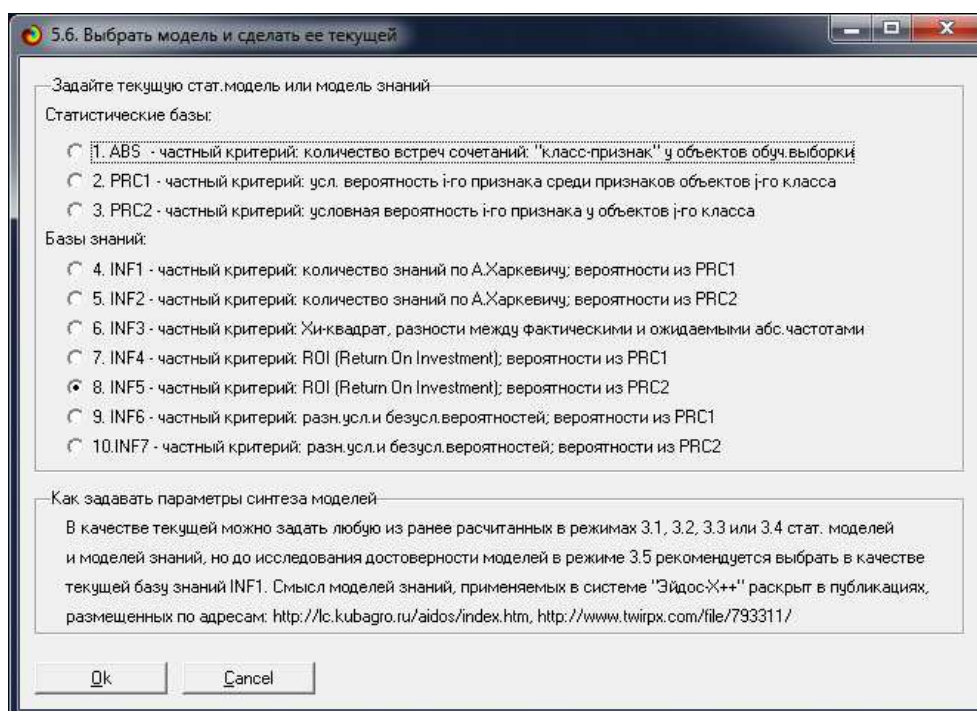 5.6. Выбрать модель и сделать ее текущей
Задайте текущую стат.модель или модель знаний
Статистические базы:
1. ABS - частный критерий: количество встреч сочетаний: "класс-признак" у объектов обуч.выборки
2. PRC1 - частный критерий: усл. вероятность i-го признака среди признаков объектов j-го класса
3. PRC2 - частный критерий: условная вероятность i-го признака у объектов j-го класса
Базы знаний:
4. INF1 - частный критерий: количество знаний по А.Харкевичу; вероятности из PRC1
5. INF2 - частный критерий: количество знаний по А.Харкевичу; вероятности из PRC2
6. INF3 - частный критерий: Хи-квадрат, разности между фактическими и ожидаемыми абс.частотами
7. INF4 - частный критерий: ROI (Return On Investment); вероятности из PRC1
8. INF5 - частный критерий: ROI (Return On Investment); вероятности из PRC2
9. INF6 - частный критерий: разн.усл.и безусл.вероятностей; вероятности из PRC1
10.INF7 - частный критерий: разн.усл.и безусл.вероятностей; вероятности из PRC2
Как задавать параметры синтеза моделей
В качестве текущей можно задать любую из ранее расчитанных в режимах 3.1, 3.2, 3.3 или 3.4 стат. моделей
и моделей знаний, но до исследования достоверности моделей в режиме 3.5 рекомендуется выбрать в качестве
текущей базу знаний INF1. Смысл моделей знаний, применяемых в системе "Эйдос-Х++" раскрыт в публикациях,
размещенных по адресам: http://lc.kubagro.ru/aidos/index.htm, http://www.twirpx.com/file/793311/
Ok
Cancel